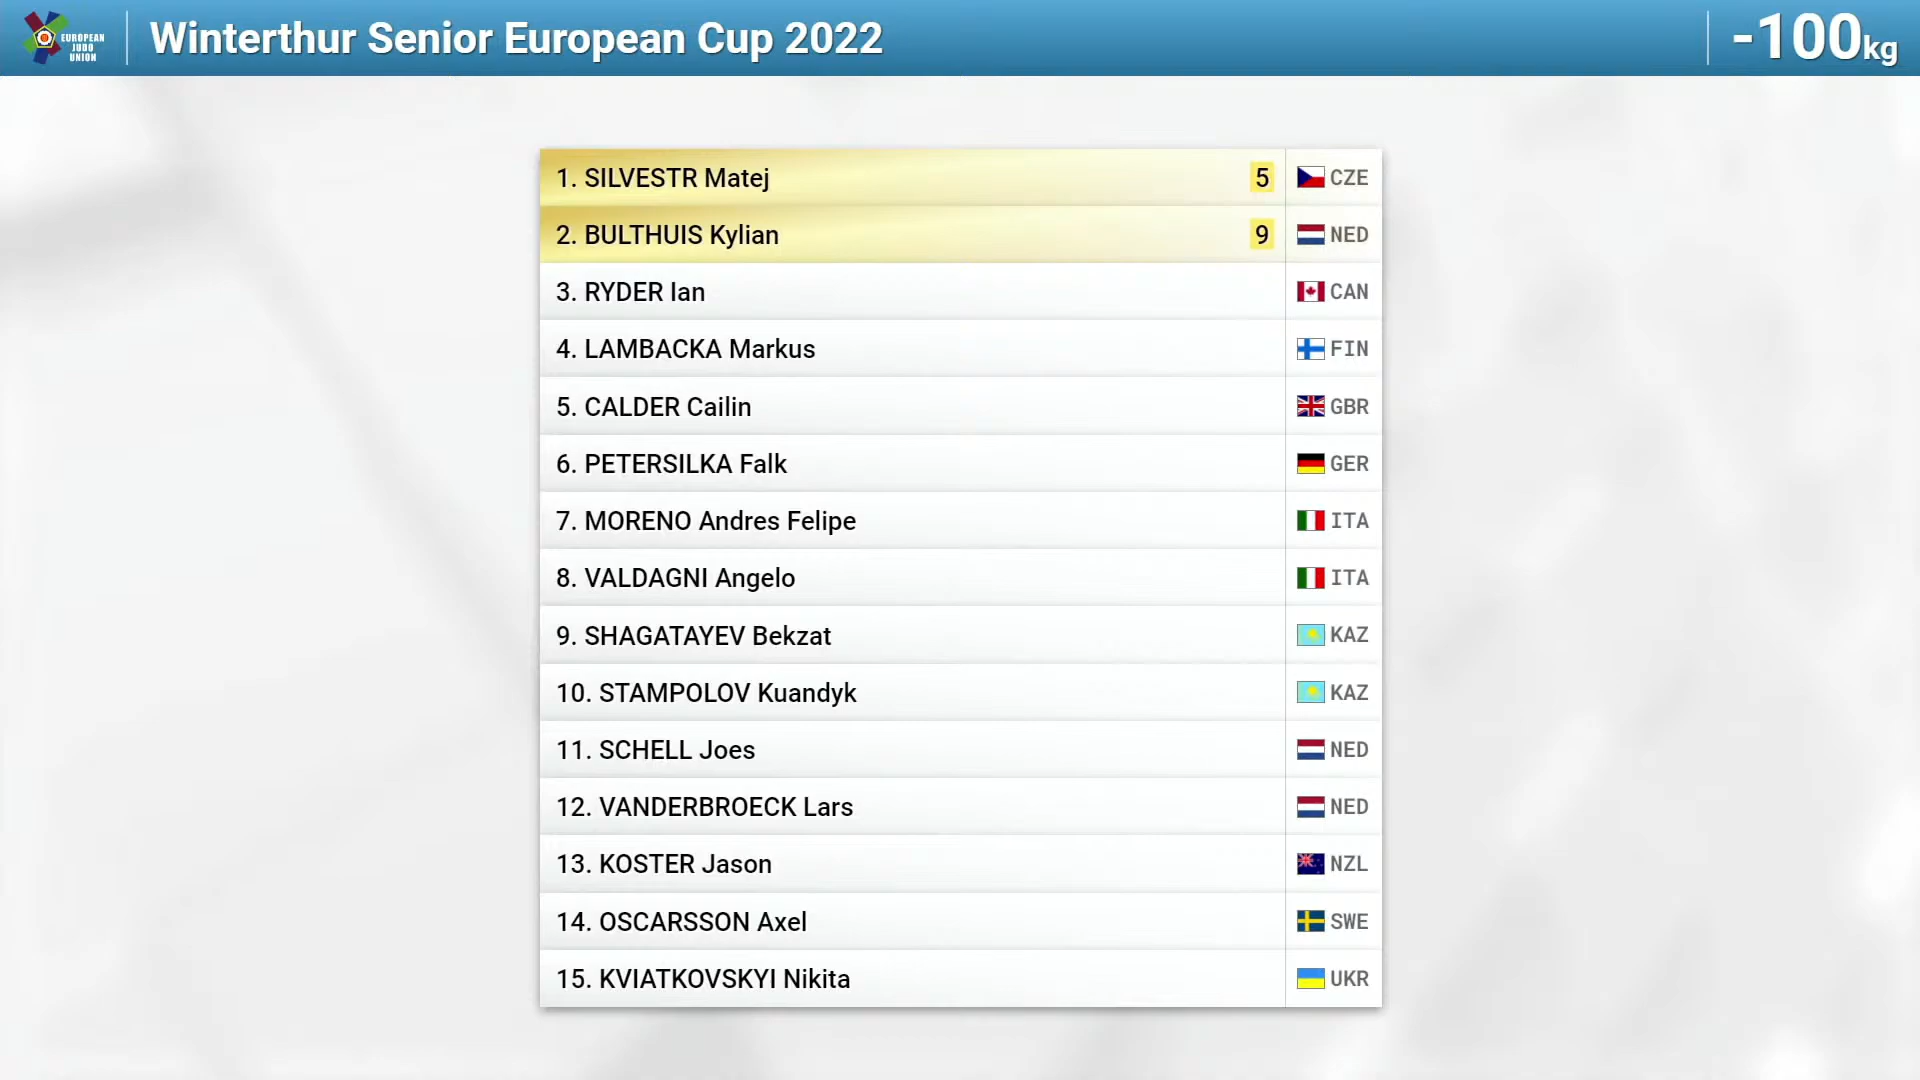 EUROPEAN
JUDO
UNION
Winterthur Senior European Cup 2022
-100kg
1. SILVESTR Matej 5 CZE
2. BULTHUIS Kylian 9 NED
3. RYDER Ian CAN
4. LAMBACKA Markus FIN
5. CALDER Cailin GBR
6. PETERSILKA Falk GER
7. MORENO Andres Felipe ITA
8. VALDAGNI Angelo ITA
9. SHAGATAYEV Bekzat KAZ
10. STAMPOLOV Kuandyk KAZ
11. SCHELL Joes NED
12. VANDERBROECK Lars NED
13. KOSTER Jason NZL
14. OSCARSSON Axel SWE
15. KVIATKOVSKYI Nikita UKR